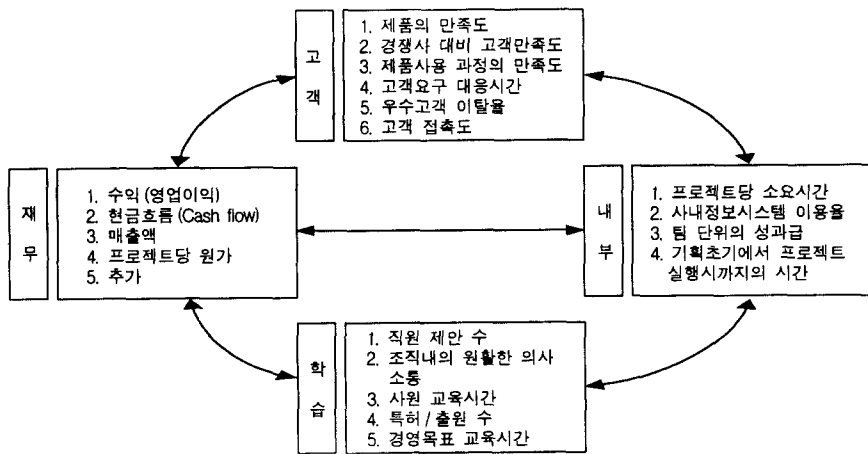 고
객
1. 제품의 만족도
2. 경쟁사 대비 고객만족도
3. 제품사용 과정의 만족도
4. 고객요구 대응시간
5. 우수고객 이탈율
6. 고객 접촉도
재
무
1. 수익(영업이익)
2. 현금흐름(Cash flow)
3. 매출액
4. 프로젝트당 원가
5. 추가
내
부
1. 프로젝트당 소요시간
2. 사내정보시스템 이용율
3. 팀 단위의 성과급
4. 기획초기에서 프로젝트
실행시까지의 시간
학
습
1. 직원 제안 수
2. 조직내의 원활한 의사
소통
3. 사원 교육시간
4. 특허/출원 수
5. 경영목표 교육시간